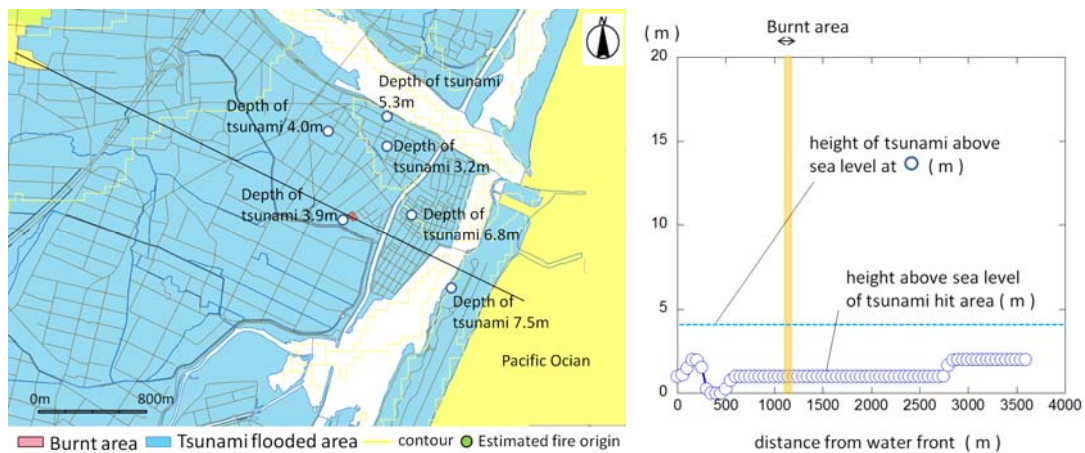 N
Depth of tsunami
5.3m
Depth of
tsunami 4.0m
Depth of
tsunami 3.2m
Depth of
tsunami 3.9m
Depth of
tsunami 6.8m
Depth of
tsunami 7.5m
Pacific Ocian
0m 800m
Burnt area Tsunami flooded area contour Estimated fire origin
Burnt area
( m )
20
15
10
5
0
height of tsunami above
sea level at ( m )
height above sea level
of tsunami hit area ( m )
0 500 1000 1500 2000 2500 3000 3500 4000
distance from water front ( m )